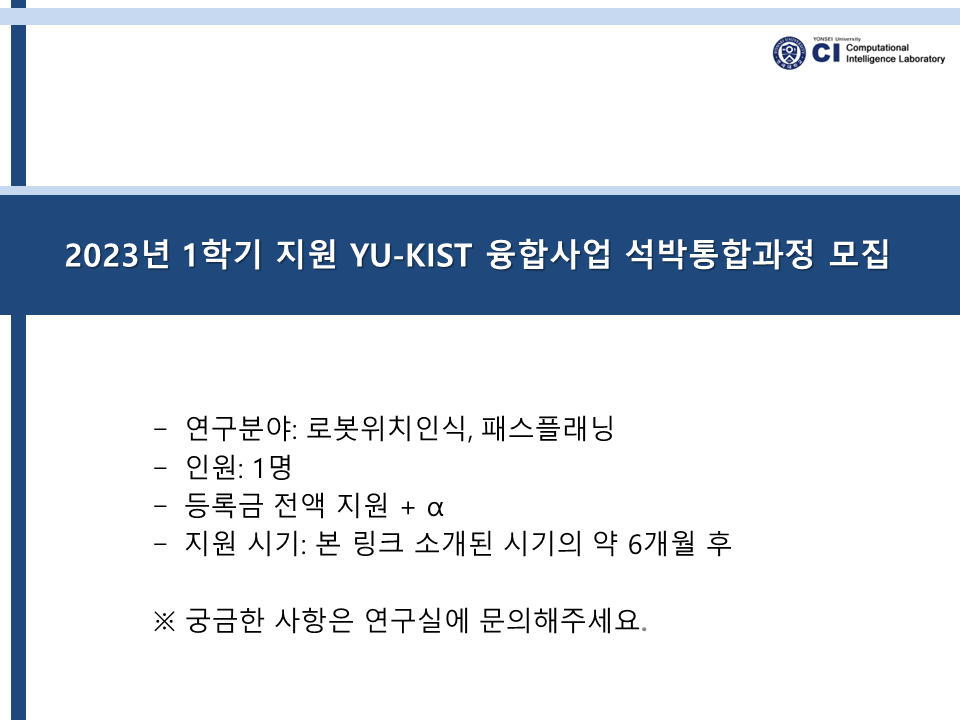 YONSEI University
CI Computational
Intelligence Laboratory
2023년 1학기 지원 YU-KIST 융합사업 석박통합과정 모집
- 연구분야: 로봇위치인식, 패스플래닝
- 인원: 1명
- 등록금 전액 지원 + α
- 지원 시기: 본 링크 소개된 시기의 약 6개월 후
※ 궁금한 사항은 연구실에 문의해주세요.